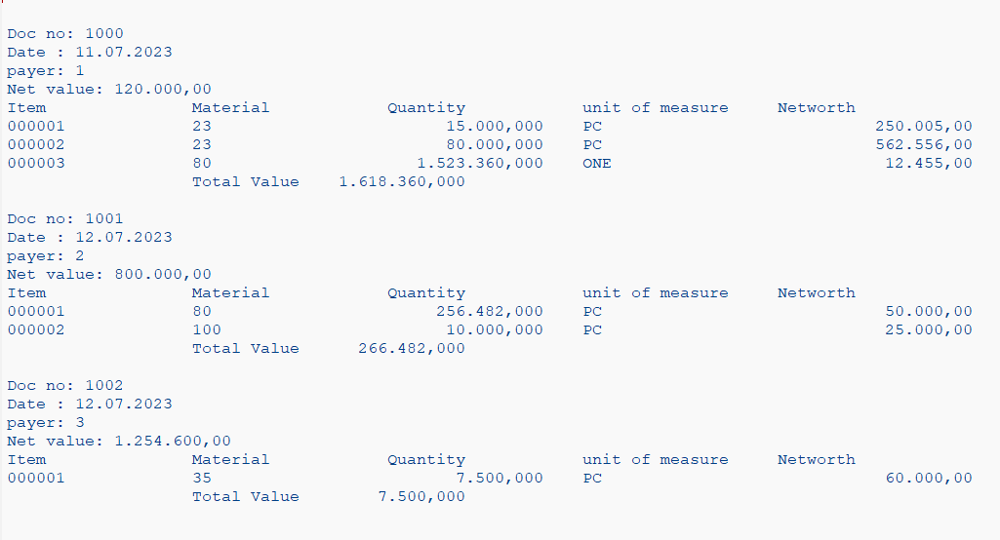 Doc no: 1000
Date : 11.07.2023
payer: 1
Net value: 120.000,00
Item Material Quantity unit of measure Networth
000001 23 15.000,000 PC 250.005,00
000002 23 80.000,000 PC 562.556,00
000003 80 1.523.360,000 ONE 12.455,00
Total Value 1.618.360,000
Doc no: 1001
Date : 12.07.2023
payer: 2
Net value: 800.000,00
Item Material Quantity unit of measure Networth
000001 80 256.482,000 PC 50.000,00
000002 100 10.000,000 PC 25.000,00
Total Value 266.482,000
Doc no: 1002
Date : 12.07.2023
payer: 3
Net value: 1.254.600,00
Item Material Quantity unit of measure Networth
000001 35 7.500,000 PC 60.000,00
Total Value 7.500,000